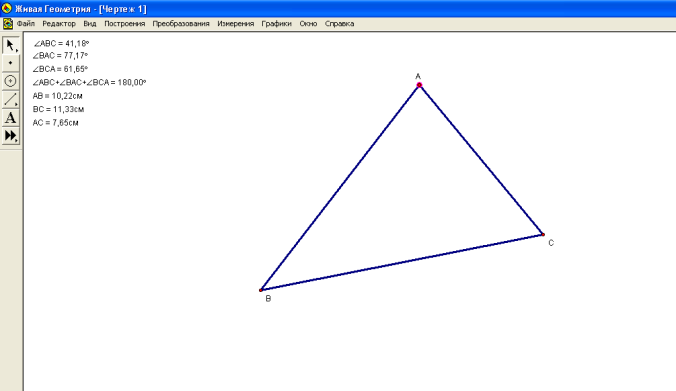 Живая Геометрия - [Чертеж 1]
Файл Редактор Вид Построения Преобразования Измерения Графики Окно Справка
∠ABC = 41,18°
∠BAC = 77,17°
∠BCA = 61,65°
∠ABC+∠BAC+∠BCA = 180,00°
AB = 10,22см
BC = 11,33см
AC = 7,65см
A
A
C
B